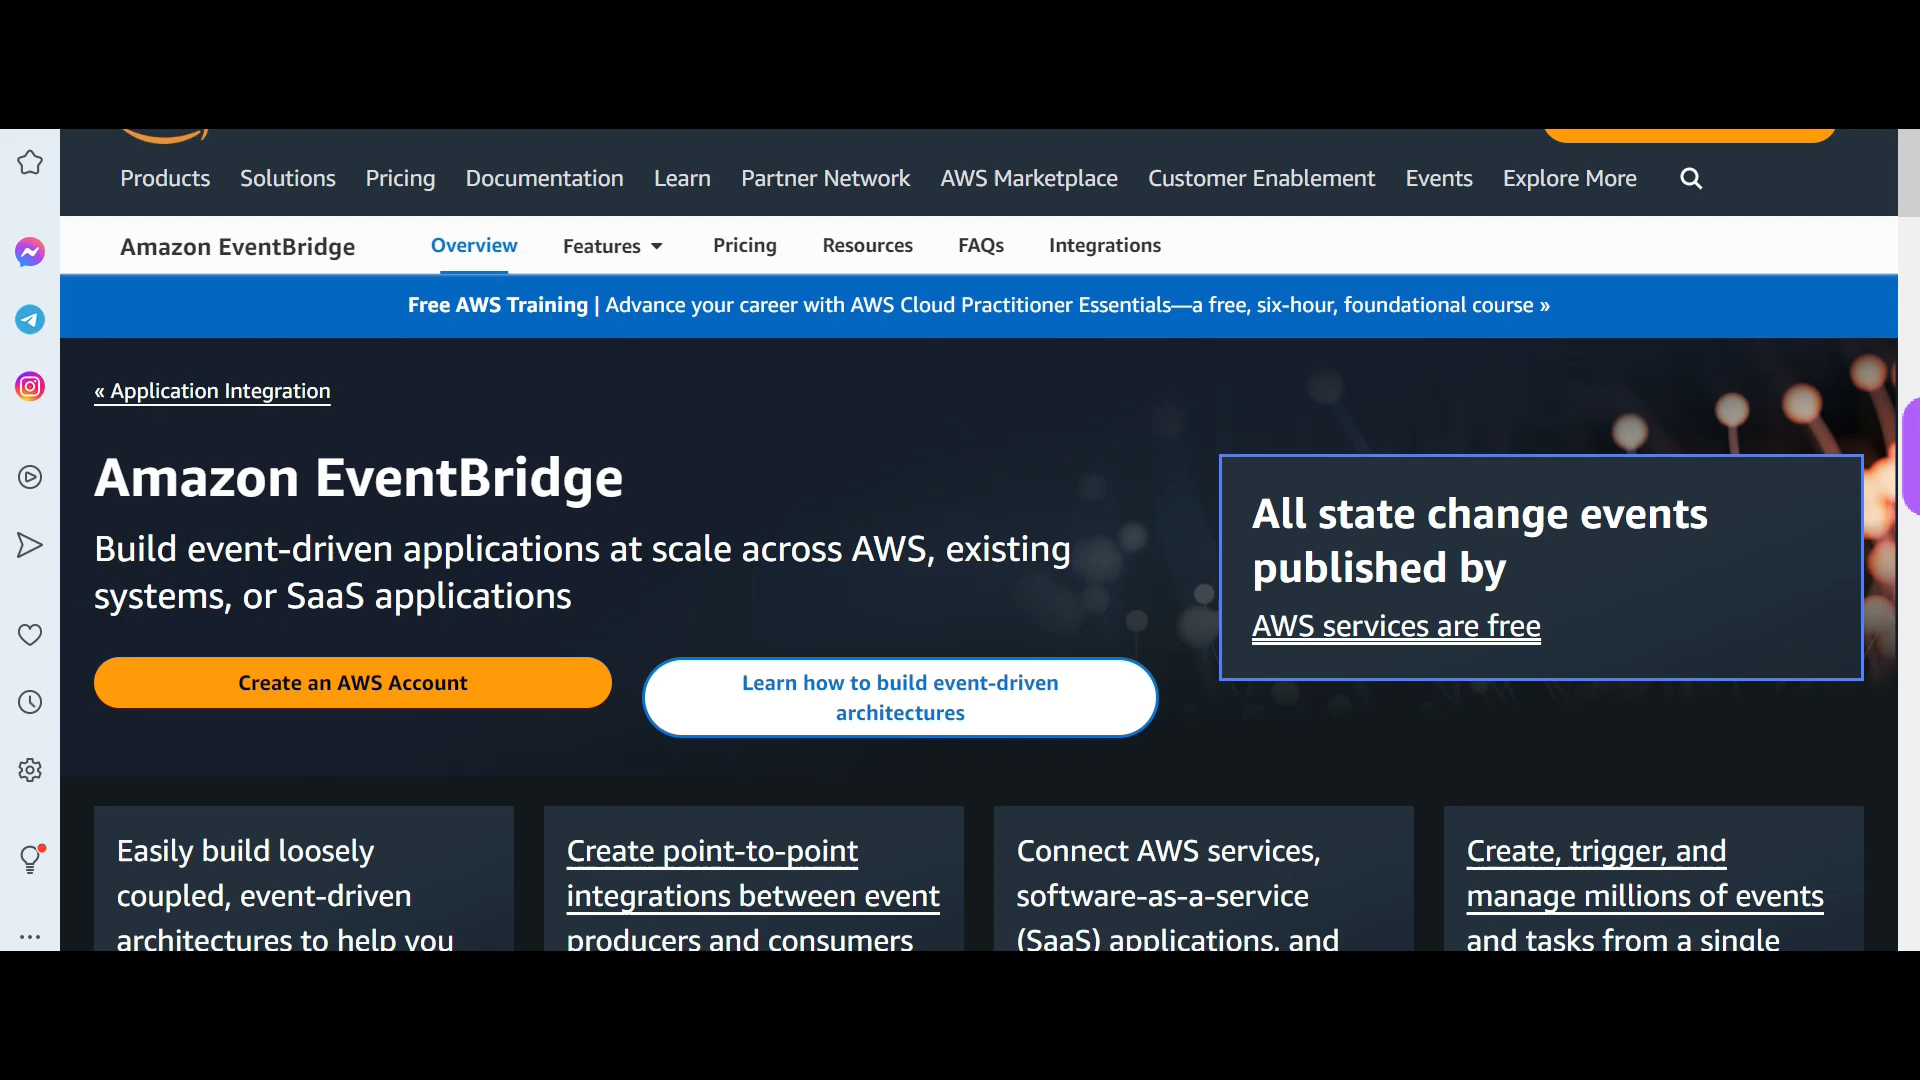 Products Solutions Pricing Documentation Learn Partner Network AWS Marketplace Customer Enablement Events Explore More
Amazon EventBridge Overview Features Pricing Resources FAQs Integrations
Free AWS Training | Advance your career with AWS Cloud Practitioner Essentials—a free, six-hour, foundational course »
« Application Integration
Amazon EventBridge
Build event-driven applications at scale across AWS, existing
systems, or SaaS applications
Create an AWS Account
Learn how to build event-driven
architectures
All state change events
published by
AWS services are free
Easily build loosely
coupled, event-driven
architectures to help you
Create point-to-point
integrations between event
producers and consumers
Connect AWS services,
software-as-a-service
(SaaS) applications, and
Create, trigger, and
manage millions of events
and tasks from a single